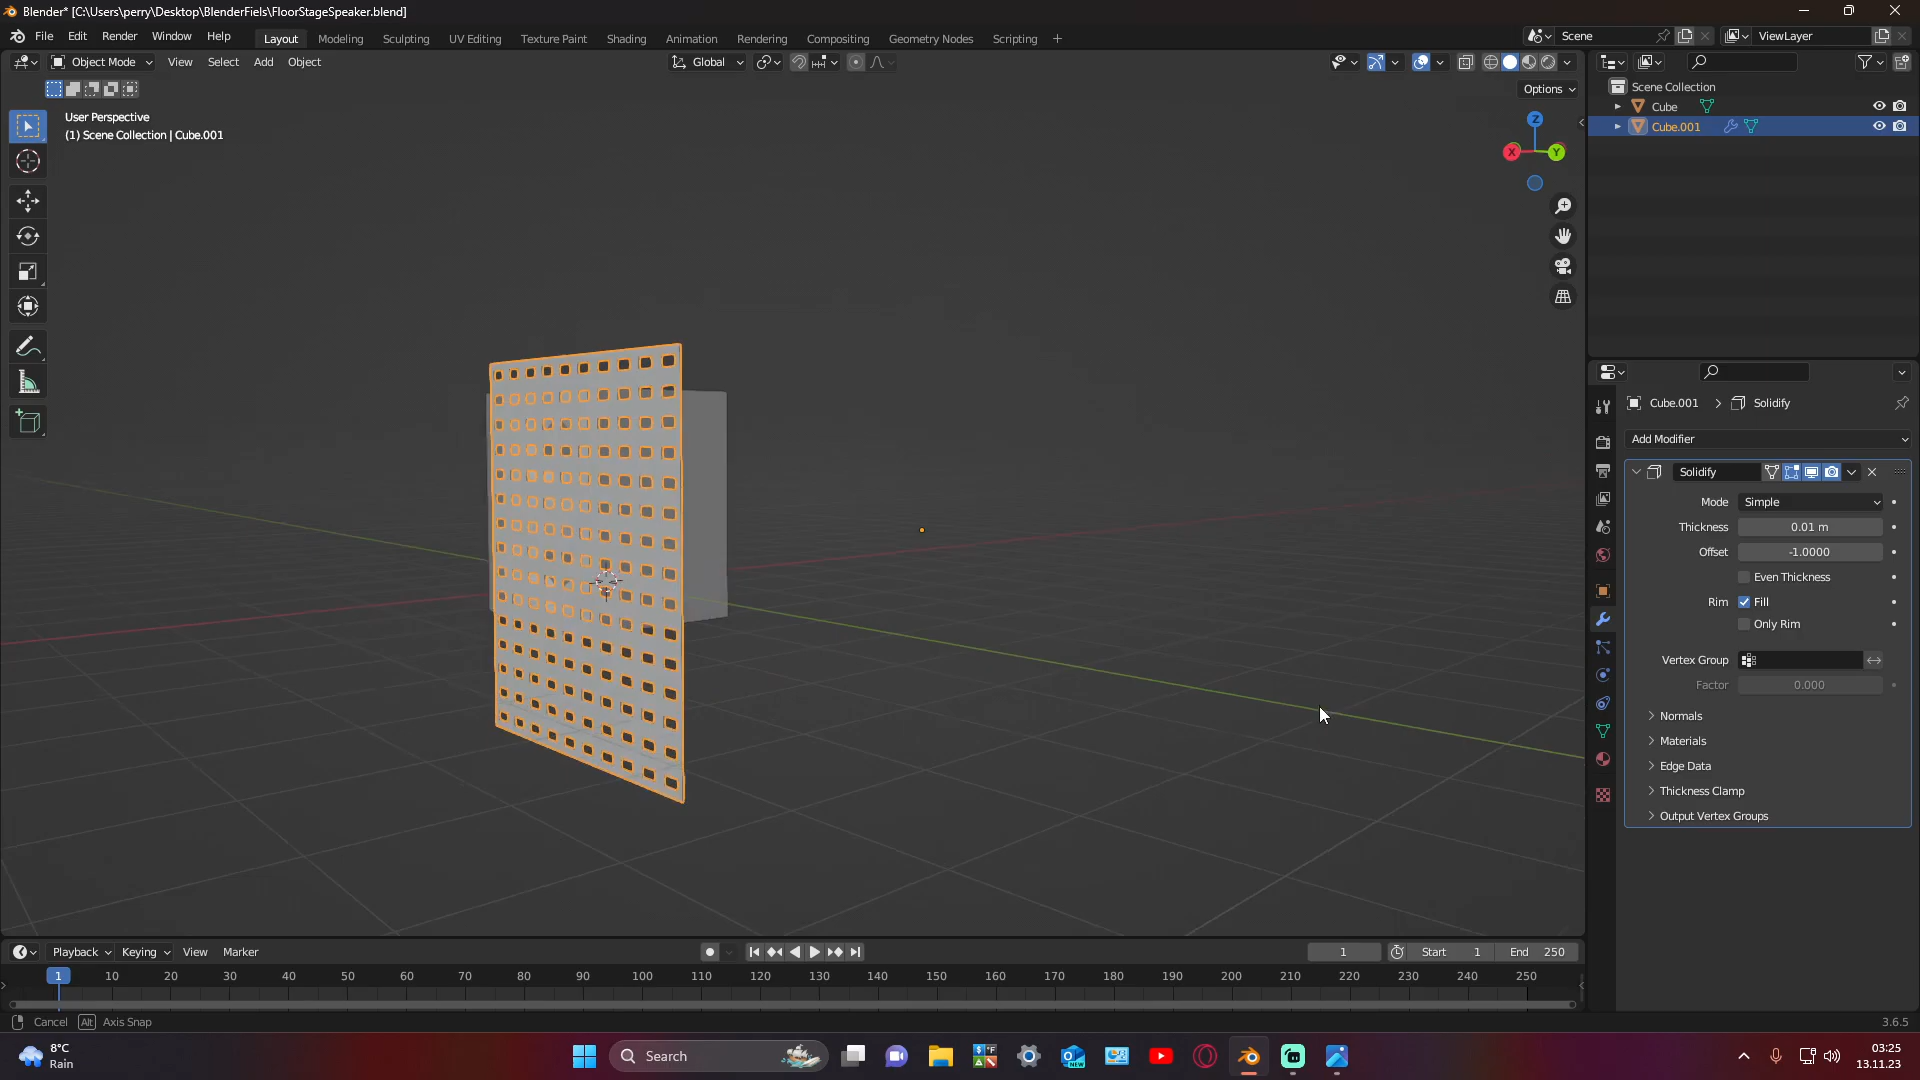 Blender* [C:\Users\perry\Desktop\BlenderFiels\FloorStageSpeaker.blend]
File Edit Render Window Help Layout Modeling Sculpting UV Editing Texture Paint Shading Animation Rendering Compositing Geometry Nodes Scripting + Scene ViewLayer
Object Mode View Select Add Object Global
Options
User Perspective
(1) Scene Collection | Cube.001
Z
X
Y
Scene Collection
Cube
Cube.001
Cube.001 > Solidify
Add Modifier
Solidify
Mode Simple
Thickness 0.01 m
Offset -1.0000
Even Thickness
Rim Fill
Only Rim
Vertex Group
Factor 0.000
Normals
Materials
Edge Data
Thickness Clamp
Output Vertex Groups
Playback Keying View Marker 1 Start 1 End 250
1 10 20 30 40 50 60 70 80 90 100 110 120 130 140 150 160 170 180 190 200 210 220 230 240 250
Cancel Alt Axis Snap 3.6.5
8°C
Rain
Search
NEW
03:25
13.11.23